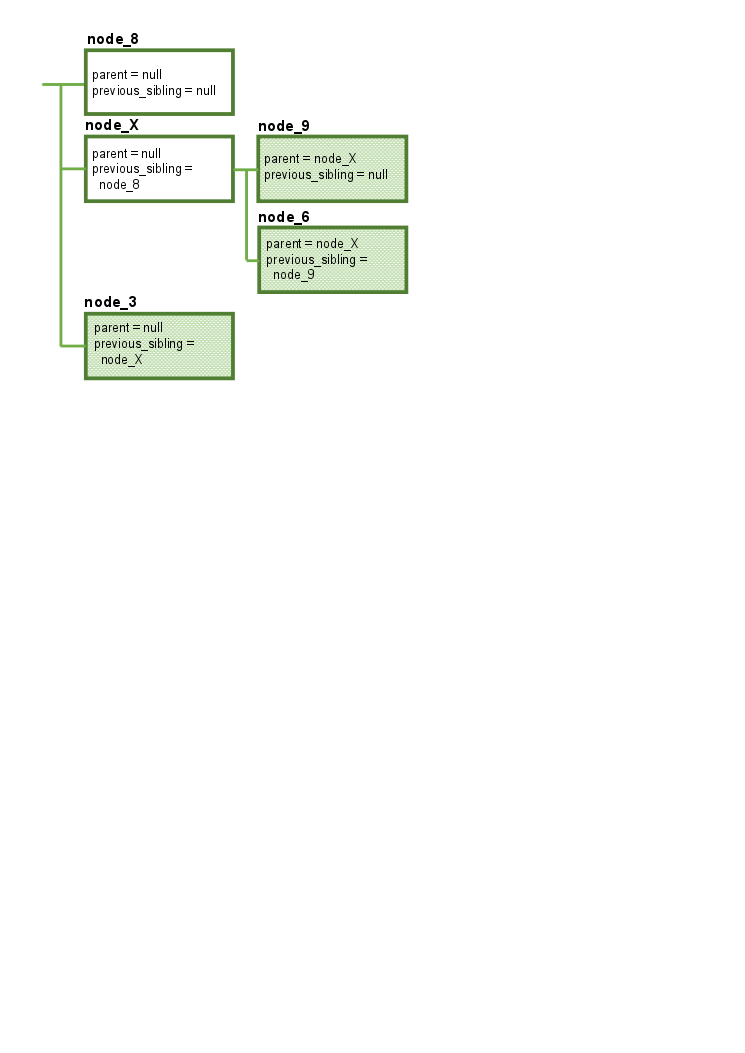 node_8
parent = null
previous_sibling = null
node_X
parent = null
previous_sibling =
node_8
node_9
parent = node_X
previous_sibling = null
node_6
parent = node_X
previous_sibling =
node_9
node_3
parent = null
previous_sibling =
node_X